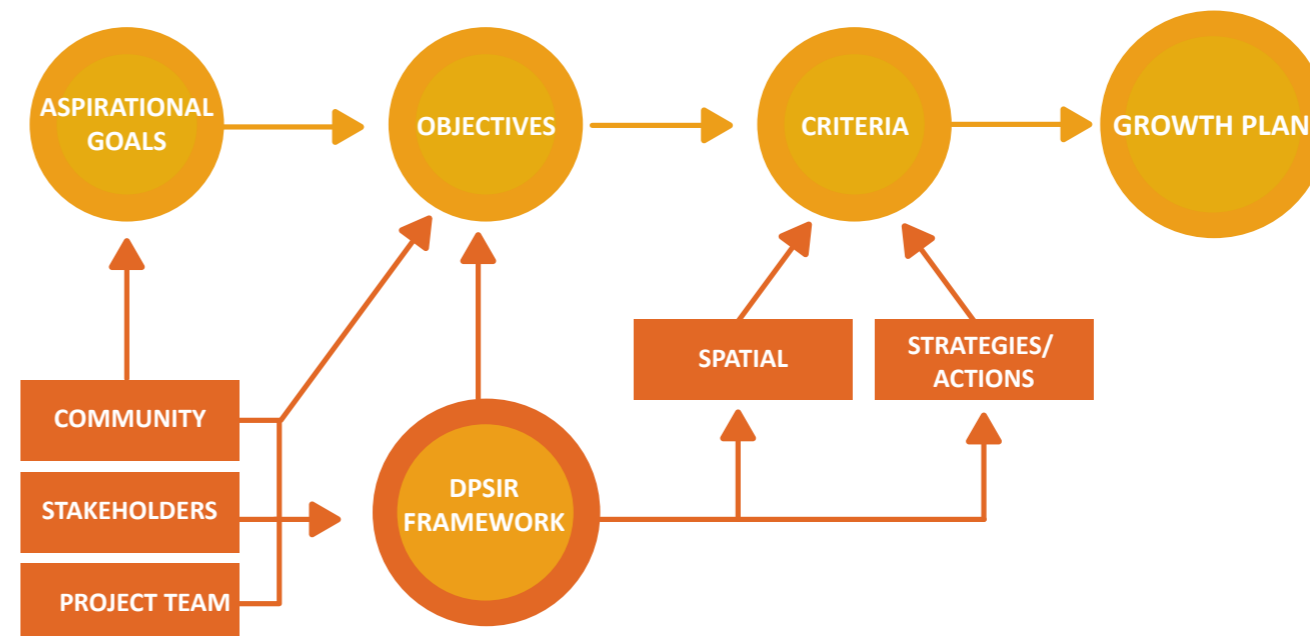 ASPIRATIONAL
GOALS
OBJECTIVES
CRITERIA
GROWTH PLAN
SPATIAL
STRATEGIES/
ACTIONS
COMMUNITY
STAKEHOLDERS
PROJECT TEAM
DPSIR
FRAMEWORK